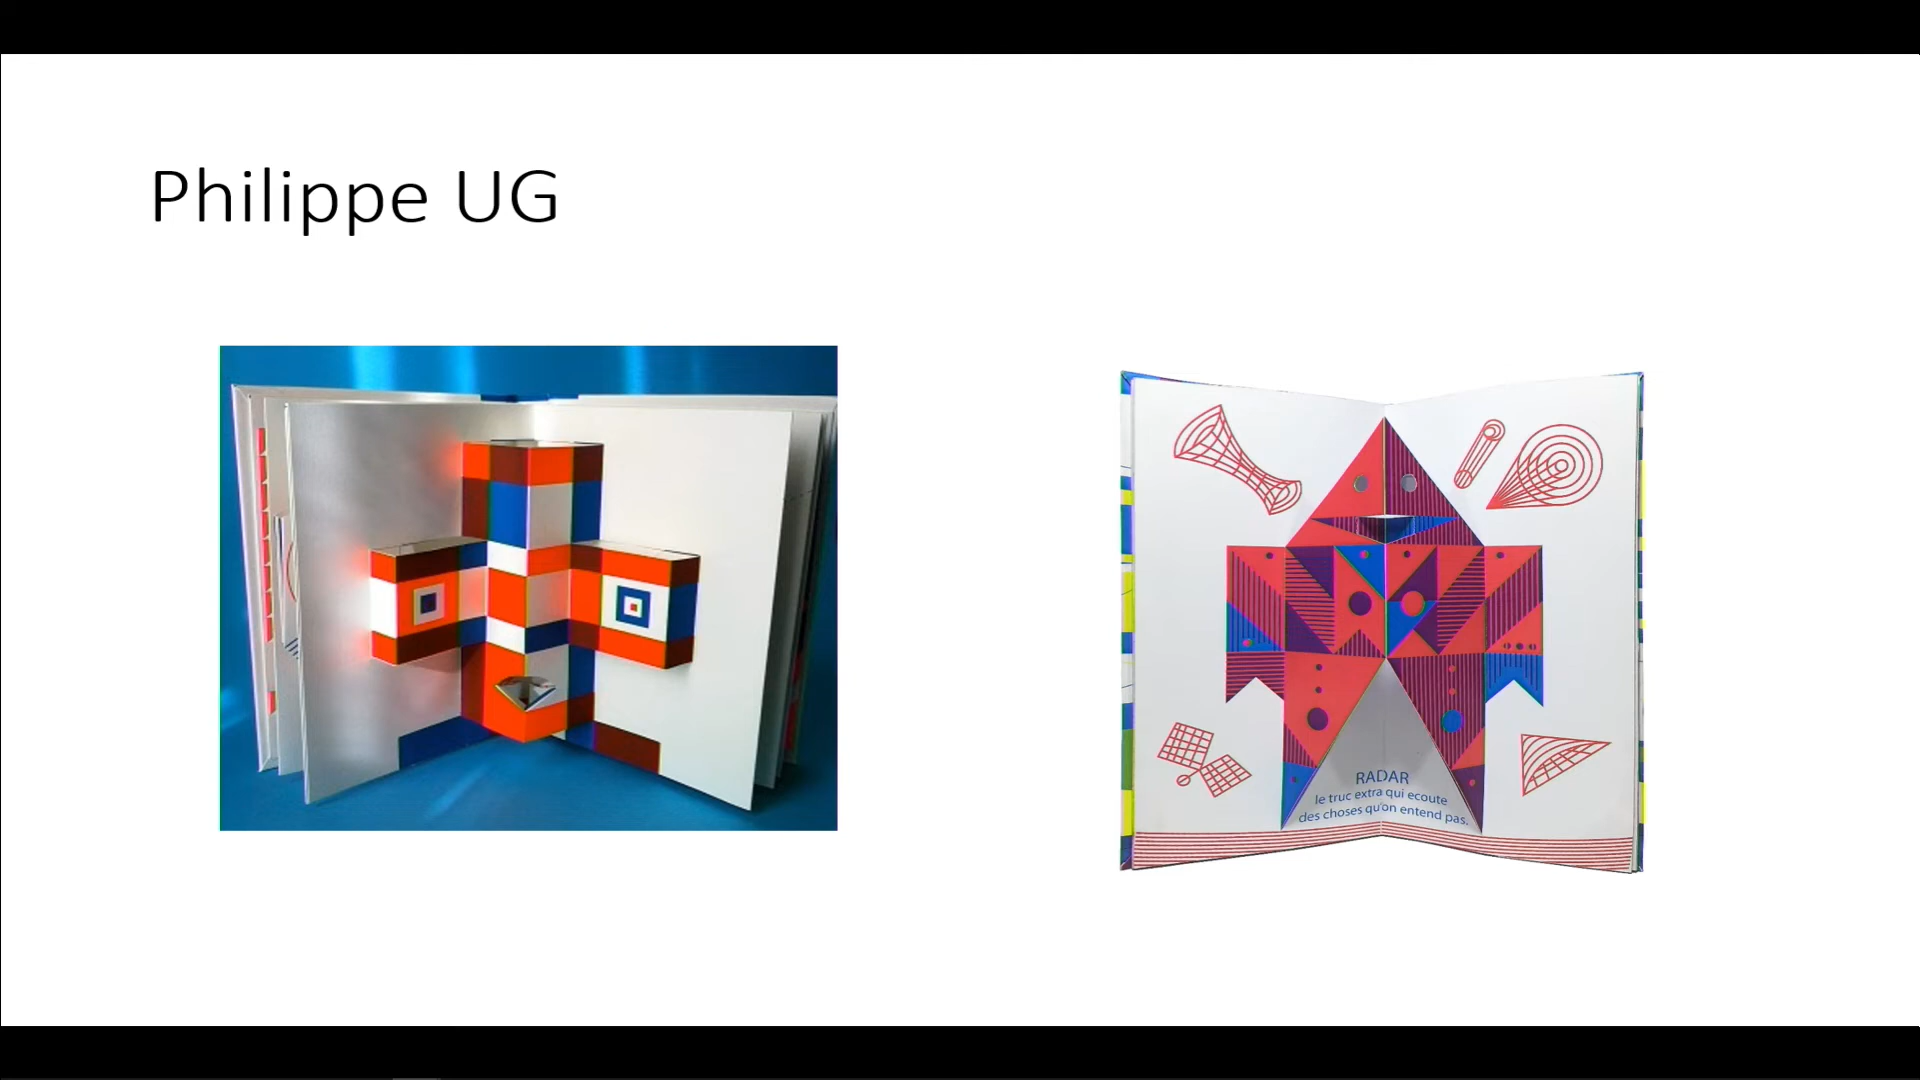 Philippe UG
RADAR
le truc extra qui ecoute
des choses qu'on entend pas.